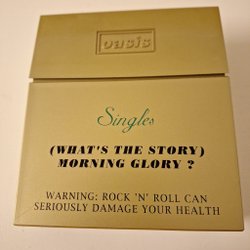 oasis
Singles
(WHAT'S THE STORY)
MORNING GLORY ?
WARNING: ROCK 'N' ROLL CAN
SERIOUSLY DAMAGE YOUR HEALTH